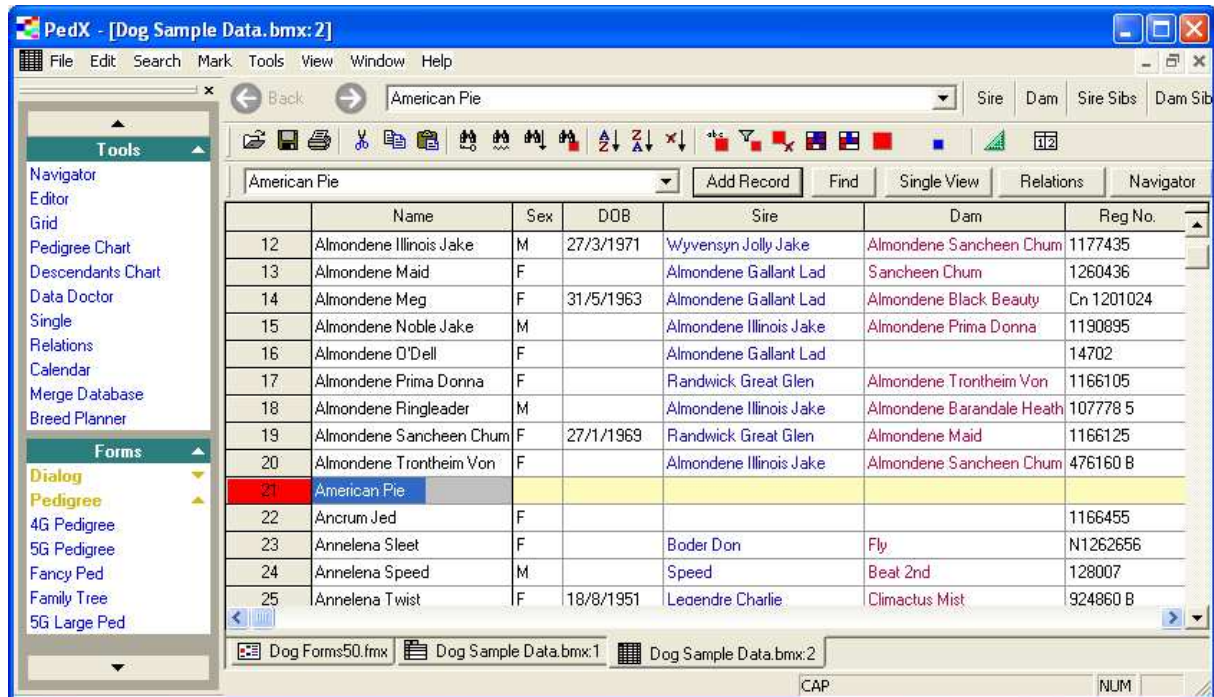 PedX - [Dog Sample Data.bmx:2]
File Edit Search Mark Tools View Window Help
Back American Pie Sire Dam Sire Sibs Dam Sib
Tools
Navigator
Editor
Grid
Pedigree Chart
Descendants Chart
Data Doctor
Single
Relations
Calendar
Merge Database
Breed Planner
Forms
Dialog
Pedigree
4G Pedigree
5G Pedigree
Fancy Ped
Family Tree
5G Large Ped
American Pie Add Record Find Single View Relations Navigator
Name Sex DOB Sire Dam Reg No.
12 Almondene Illinois Jake M 27/3/1971 Wyvensyn Jolly Jake Almondene Sancheen Chum 1177435
13 Almondene Maid F Almondene Gallant Lad Sancheen Chum 1260436
14 Almondene Meg F 31/5/1963 Almondene Gallant Lad Almondene Black Beauty Cn 1201024
15 Almondene Noble Jake M Almondene Illinois Jake Almondene Prima Donna 1190895
16 Almondene O'Dell F Almondene Gallant Lad 14702
17 Almondene Prima Donna F Randwick Great Glen Almondene Trontheim Von 1166105
18 Almondene Ringleader M Almondene Illinois Jake Almondene Barandale Heath 107778 5
19 Almondene Sancheen Chum F 27/1/1969 Randwick Great Glen Almondene Maid 1166125
20 Almondene Trontheim Von F Almondene Illinois Jake Almondene Sancheen Chum 476160 B
21 American Pie
22 Ancrum Jed F 1166455
23 Annelena Sleet F Boder Don Fly N1262656
24 Annelena Speed M Speed Beat 2nd 128007
25 Annelena Twist F 18/8/1951 Legendre Charlie Climactus Mist 924860 B
Dog Forms50.fmx Dog Sample Data.bmx:1 Dog Sample Data.bmx:2
CAP NUM